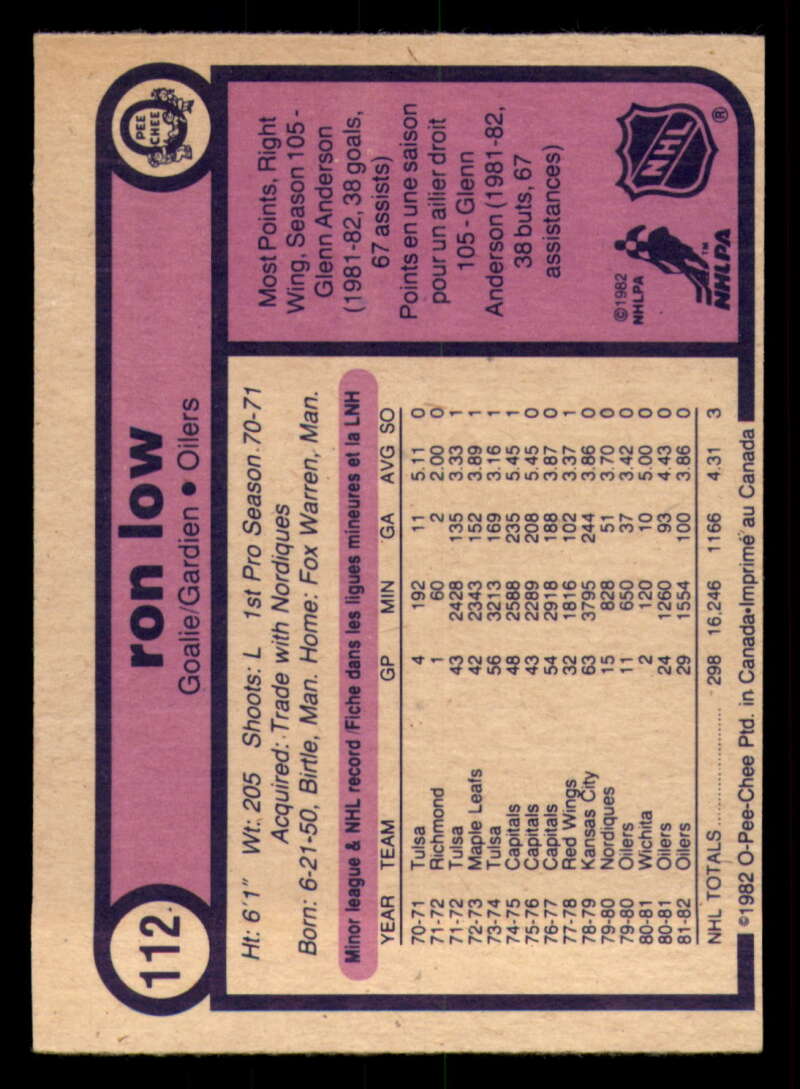 112
ron low
Goalie/Gardien • Oilers
O
PEE
CHEE
Ht: 6'1" Wt: 205 Shoots: L 1st Pro Season 70-71
Acquired: Trade with Nordiques
Born: 6-21-50, Birtle, Man. Home: Fox Warren, Man.
Minor league & NHL record/Fiche dans les ligues mineures et la LNH
YEAR TEAM GP MIN GA AVG SO
70-71 Tulsa 4 192 11 5.11 0
71-72 Richmond 1 60 2 2.00 0
71-72 Tulsa 43 2428 135 3.33 1
72-73 Maple Leafs 42 2343 152 3.89 1
73-74 Tulsa 56 3213 169 3.16 1
74-75 Capitals 48 2588 235 5.45 1
75-76 Capitals 43 2289 208 5.45 0
76-77 Capitals 54 2918 188 3.87 0
77-78 Red Wings 32 1816 102 3.37 1
78-79 Kansas City 63 3795 244 3.86 0
79-80 Nordiques 15 828 51 3.70 0
79-80 Oilers 11 650 37 3.42 0
80-81 Wichita 2 120 10 5.00 0
80-81 Oilers 24 1260 93 4.43 0
81-82 Oilers 29 1554 100 3.86 0
NHL TOTALS.................... 298 16,246 1166 4.31 3
©1982 O-Pee-Chee Ptd. in Canada•Imprimé au Canada
Most Points, Right
Wing, Season 105 -
Glenn Anderson
(1981-82, 38 goals,
67 assists)
Points en une saison
pour un ailier droit
105 - Glenn
Anderson (1981-82,
38 buts, 67
assistances)
©1982
NHLPA
NHLPA
™
NHL
®